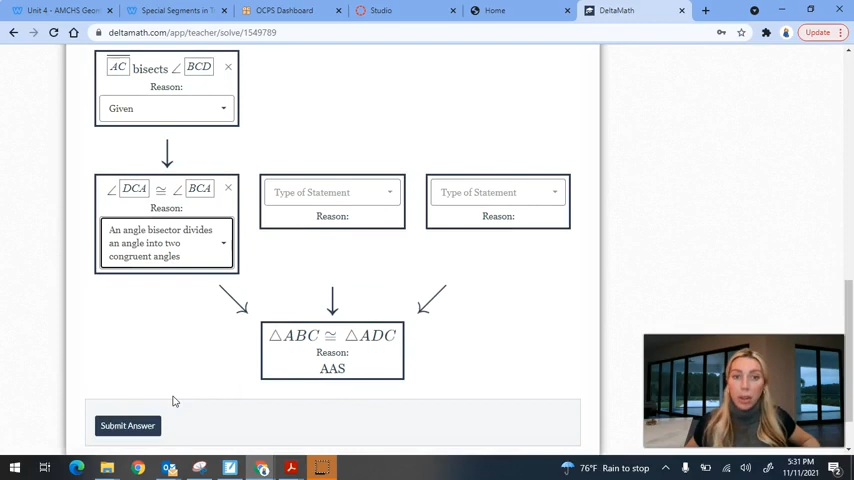 Unit 4 - AMCHS Geom
Special Segments in T
OCPS Dashboard
Studio
Home
DeltaMath
deltamath.com/app/teacher/solve/1549789
Update
AC bisects ∠ BCD
Reason:
Given
∠ DCA ≅ ∠ BCA
Reason:
An angle bisector divides
an angle into two
congruent angles
Type of Statement
Reason:
Type of Statement
Reason:
△ABC ≅ △ADC
Reason:
AAS
Submit Answer
76°F Rain to stop
5:31 PM
11/11/2021
2